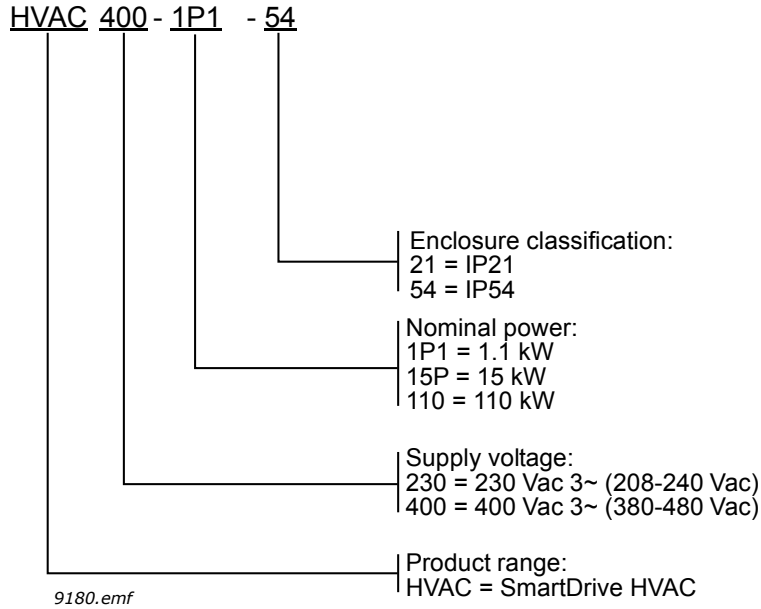 HVAC 400 - 1P1 - 54
Enclosure classification:
21 = IP21
54 = IP54
Nominal power:
1P1 = 1.1 kW
15P = 15 kW
110 = 110 kW
Supply voltage:
230 = 230 Vac 3~ (208-240 Vac)
400 = 400 Vac 3~ (380-480 Vac)
Product range:
HVAC = SmartDrive HVAC
9180.emf